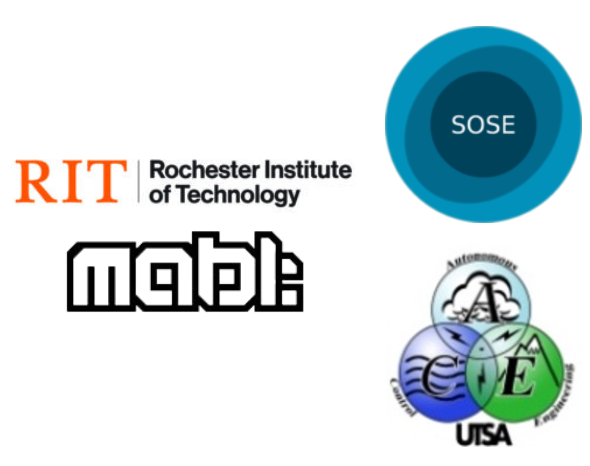 SOSE
RIT
Rochester Institute
of Technology
mabl:
Autonomous
A
C
E
Control
Engineering
UTSA